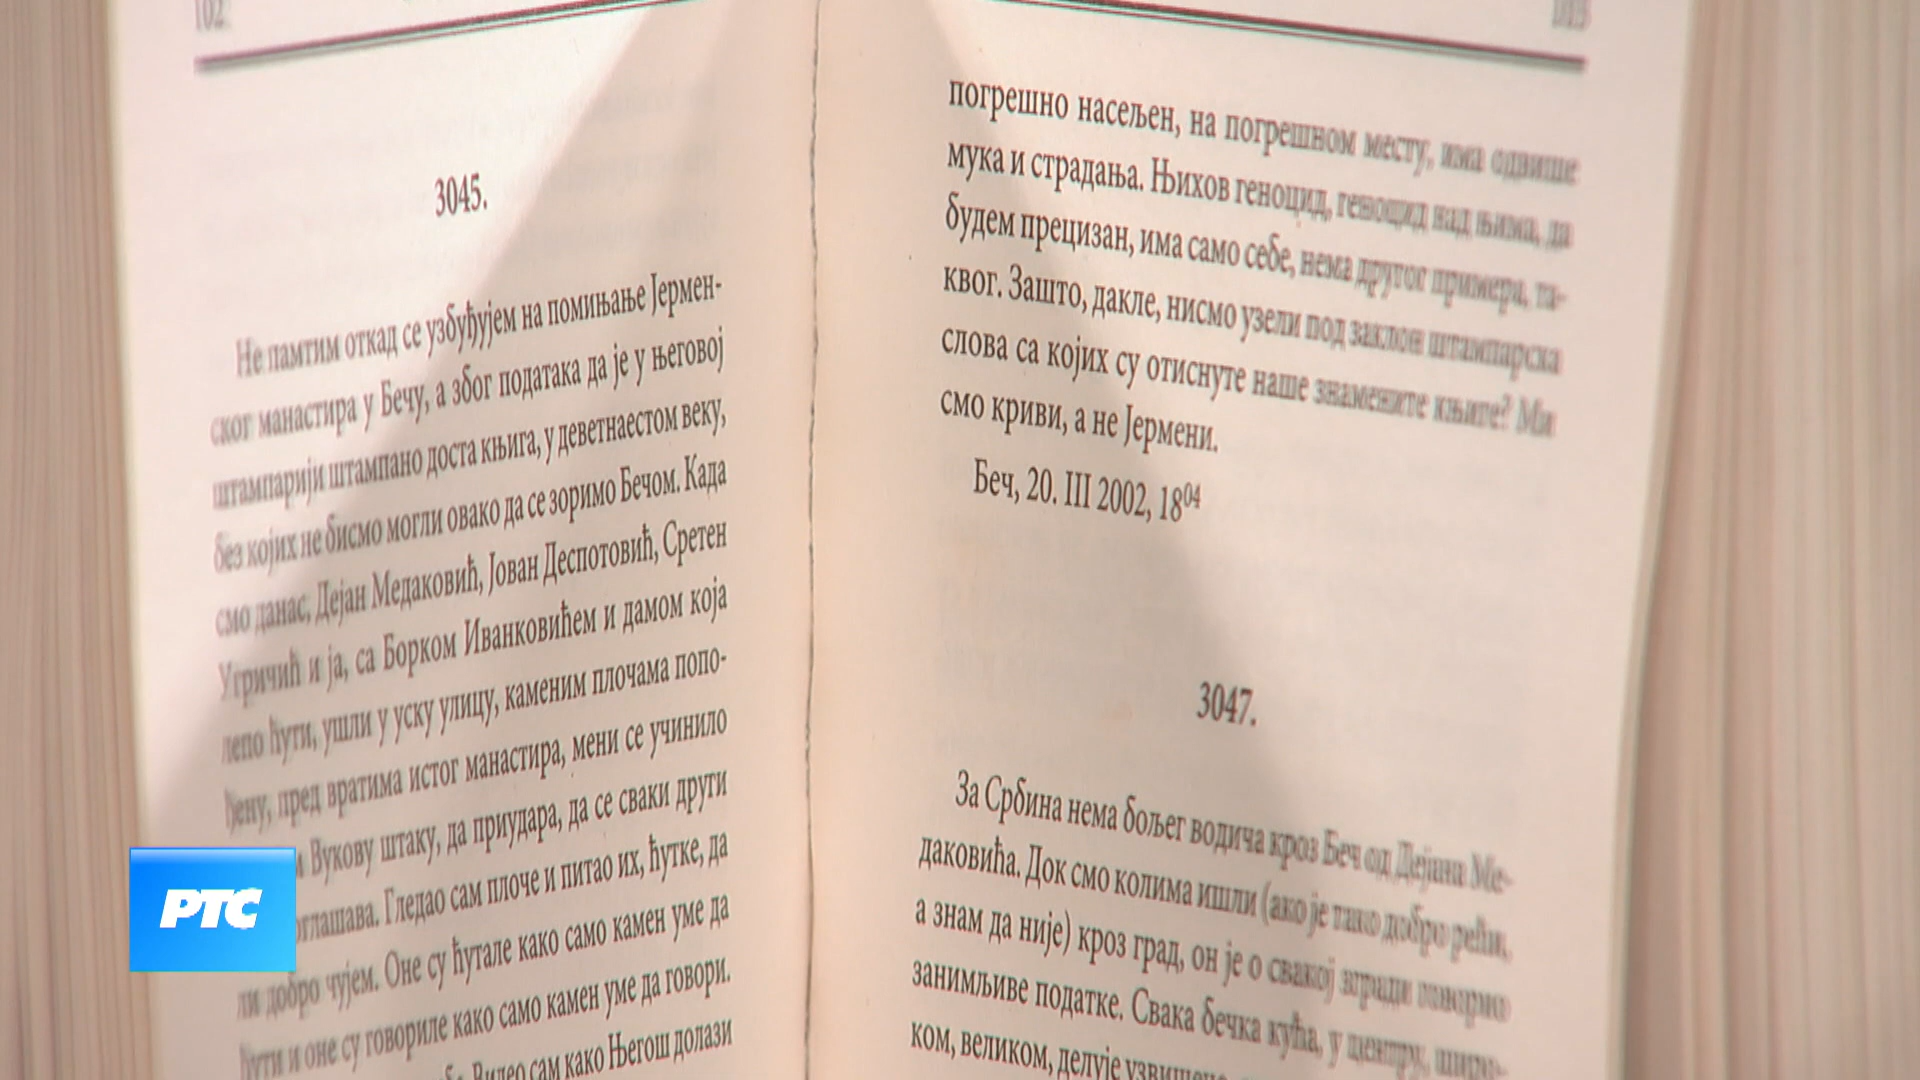 102
3045.
Не памтим откад се узбуђујем на помињање Јермен-
ског манастира у Бечу, а због података да је у његовој
штампарији штампано доста књига, у деветнаестом веку,
без којих не бисмо могли овако да се зоримо Бечом. Када
смо данас, Дејан Медаковић, Јован Деспотовић, Сретен
Угричић и ја, са Борком Иванковићем и дамом која
лепо ћути, ушли у уску улицу, каменим плочама попо-
ђену, пред вратима истог манастира, мени се учинило
Вукову штаку, да приудара, да се сваки други
оглашава. Гледао сам плоче и питао их, ћутке, да
ли добро чујем. Оне су ћутале како само камен уме да
ћути и оне су говориле како само камен уме да говори.
Видео сам како Његош долази
погрешно насељен, на погрешном месту, има одвише
мука и страдања. Њихов геноцид, геноцид над њима, да
будем прецизан, има само себе, нема другог примера, та-
квог. Зашто, дакле, нисмо узели под заклон штампарска
слова са којих су отиснуте наше знамените књиге? Ми
смо криви, а не Јермени.
Беч, 20. III 2002, 18⁰⁴
3047.
За Србина нема бољег водича кроз Беч од Дејана Ме-
даковића. Док смо колима ишли (ако је тако добро рећи,
а знам да није) кроз град, он је о свакој згради говорио
занимљиве податке. Свака бечка кућа, у центру, широ-
ком, великом, делује узвишено
РТС